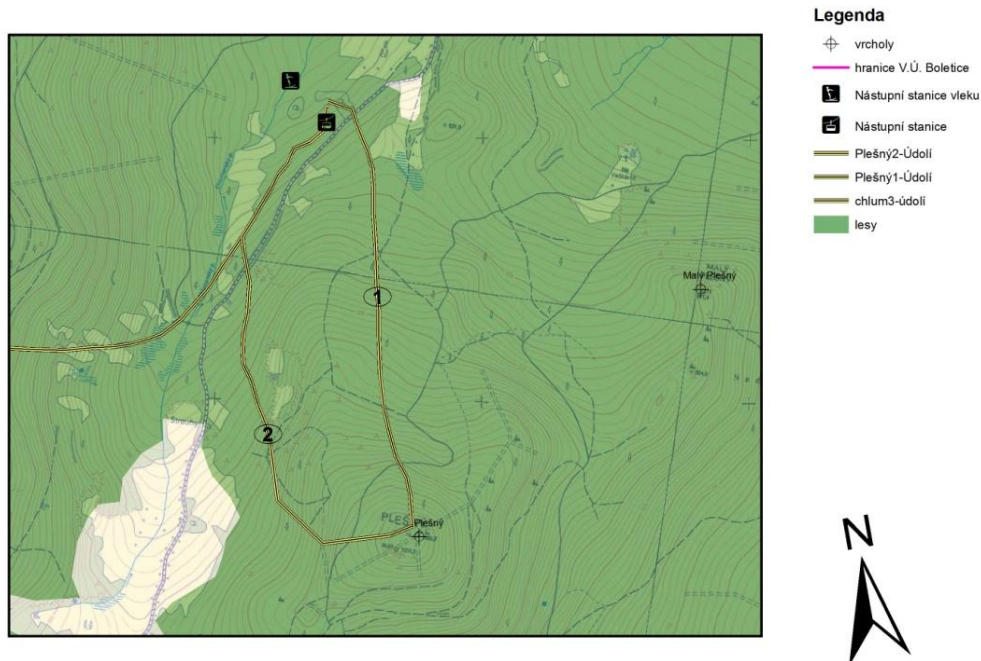 Legenda
vrcholy
hranice V.Ú. Boletice
Nástupní stanice vleku
Nástupní stanice
Plešný2-Údolí
Plešný1-Údolí
chlum3-údolí
lesy
Malý Plešný
1
2
Plešný
N